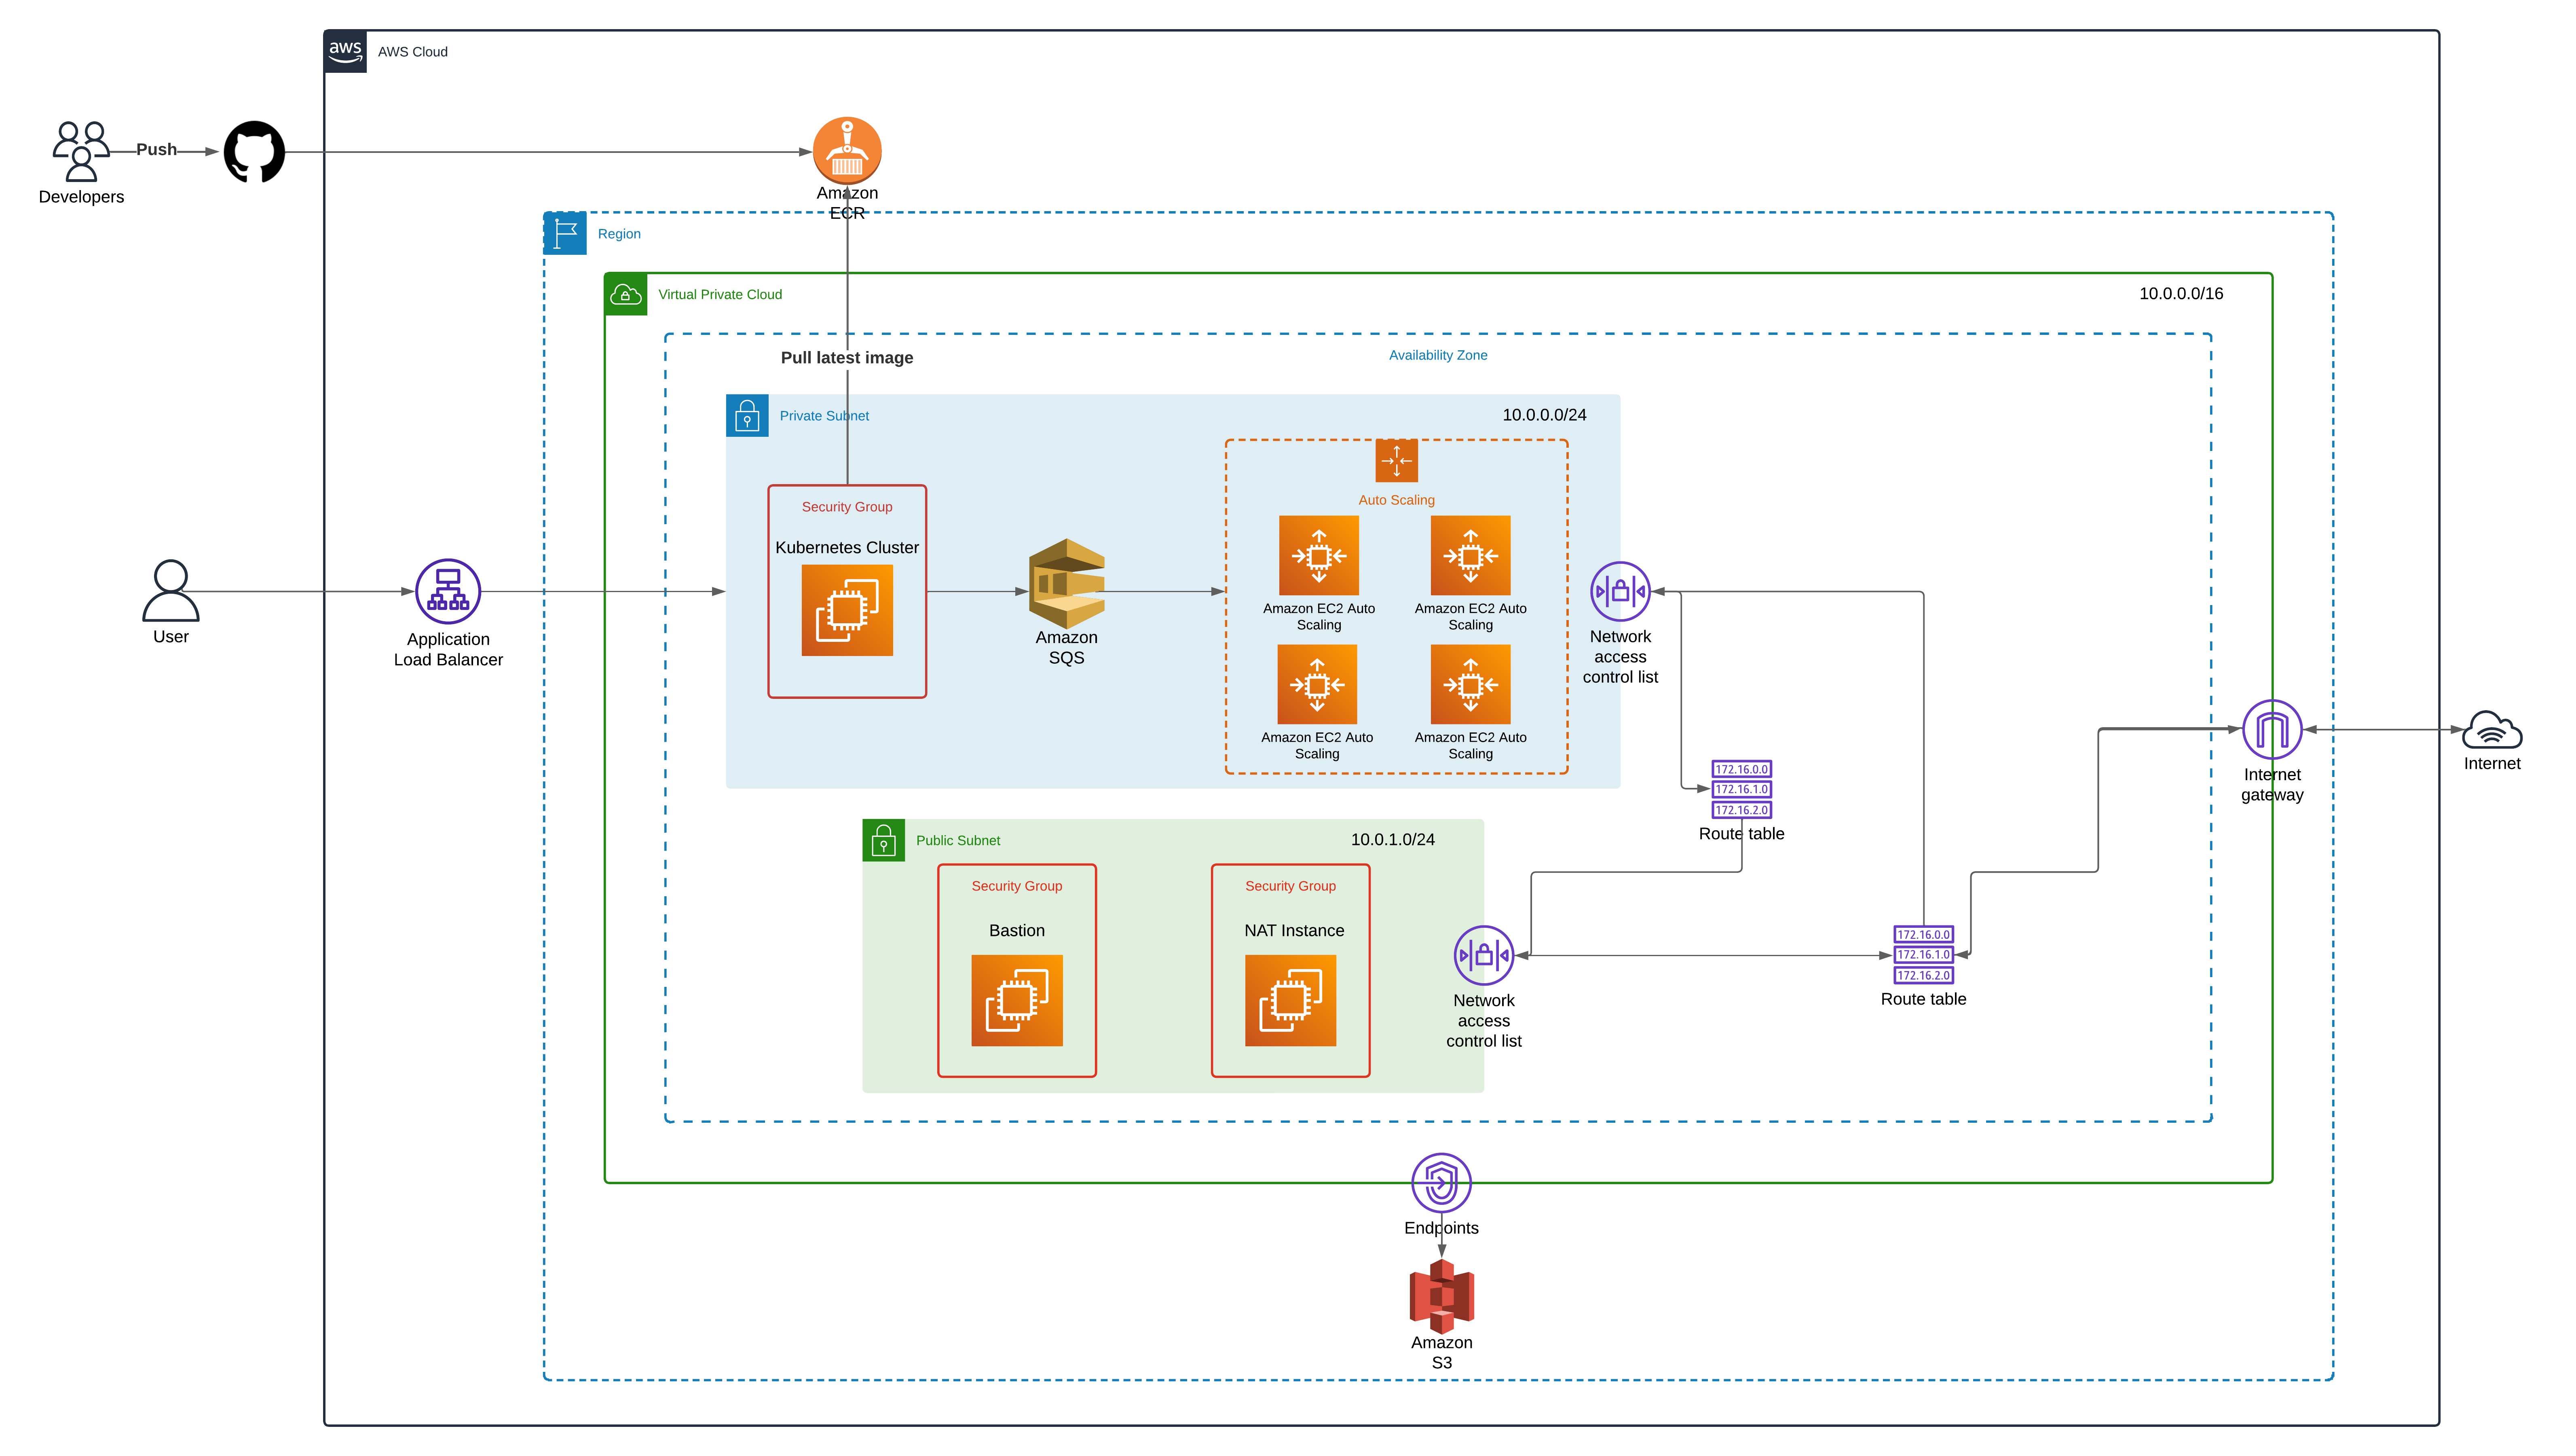 aws
AWS Cloud
Push
Developers
Amazon
ECR
Region
Virtual Private Cloud
10.0.0.0/16
Pull latest image
Availability Zone
Private Subnet
10.0.0.0/24
Auto Scaling
Security Group
Kubernetes Cluster
Amazon EC2 Auto
Scaling
Amazon EC2 Auto
Scaling
User
Application
Load Balancer
Amazon
SQS
Network
access
control list
Amazon EC2 Auto
Scaling
Amazon EC2 Auto
Scaling
Internet
gateway
Internet
172.16.0.0
172.16.1.0
172.16.2.0
Route table
Public Subnet
10.0.1.0/24
Security Group
Security Group
Bastion
NAT Instance
Network
access
control list
172.16.0.0
172.16.1.0
172.16.2.0
Route table
Endpoints
Amazon
S3